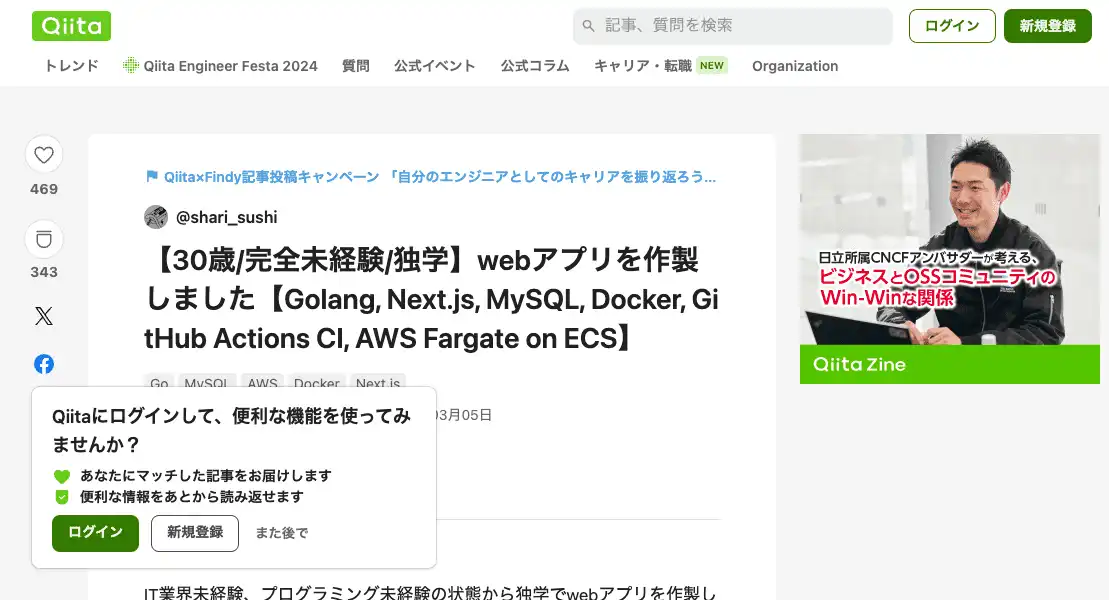 Qiita
記事、質問を検索
ログイン
新規登録
トレンド
Qiita Engineer Festa 2024
質問
公式イベント
公式コラム
キャリア・転職 NEW
Organization
469
343
Qiita×Findy記事投稿キャンペーン 「自分のエンジニアとしてのキャリアを振り返ろう...
@shari_sushi
【30歳/完全未経験/独学】webアプリを作製
しました【Golang, Next.js, MySQL, Docker, Gi
tHub Actions CI, AWS Fargate on ECS】
Go MySQL AWS Docker Next.js
03月05日
Qiitaにログインして、便利な機能を使ってみ
ませんか？
あなたにマッチした記事をお届けします
便利な情報をあとから読み返せます
ログイン
新規登録
また後で
IT業界未経験、プログラミング未経験の状態から独学でwebアプリを作製し
日立所属CNCFアンバサダーが考える、
ビジネスとOSSコミュニティの
Win-Winな関係
Qiita Zine